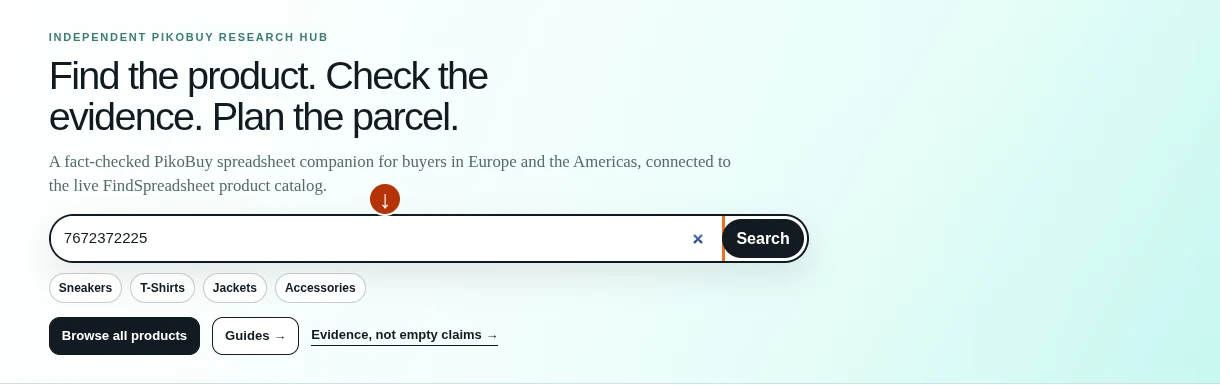 INDEPENDENT PIKOBUY RESEARCH HUB
Find the product. Check the
evidence. Plan the parcel.
A fact-checked PikoBuy spreadsheet companion for buyers in Europe and the Americas, connected to
the live FindSpreadsheet product catalog.
↓
7672372225 × Search
Sneakers T-Shirts Jackets Accessories
Browse all products Guides → Evidence, not empty claims →